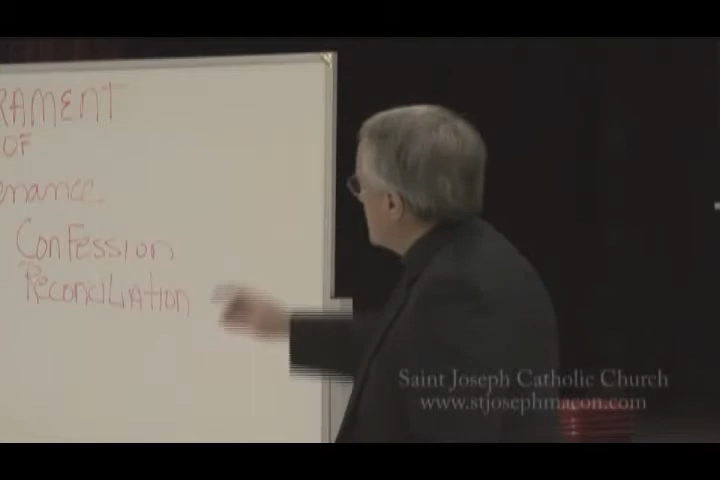 RAMENT
OF
enance
Confession
Reconciliation
Saint Joseph Catholic Church
www.stjosephmacon.com